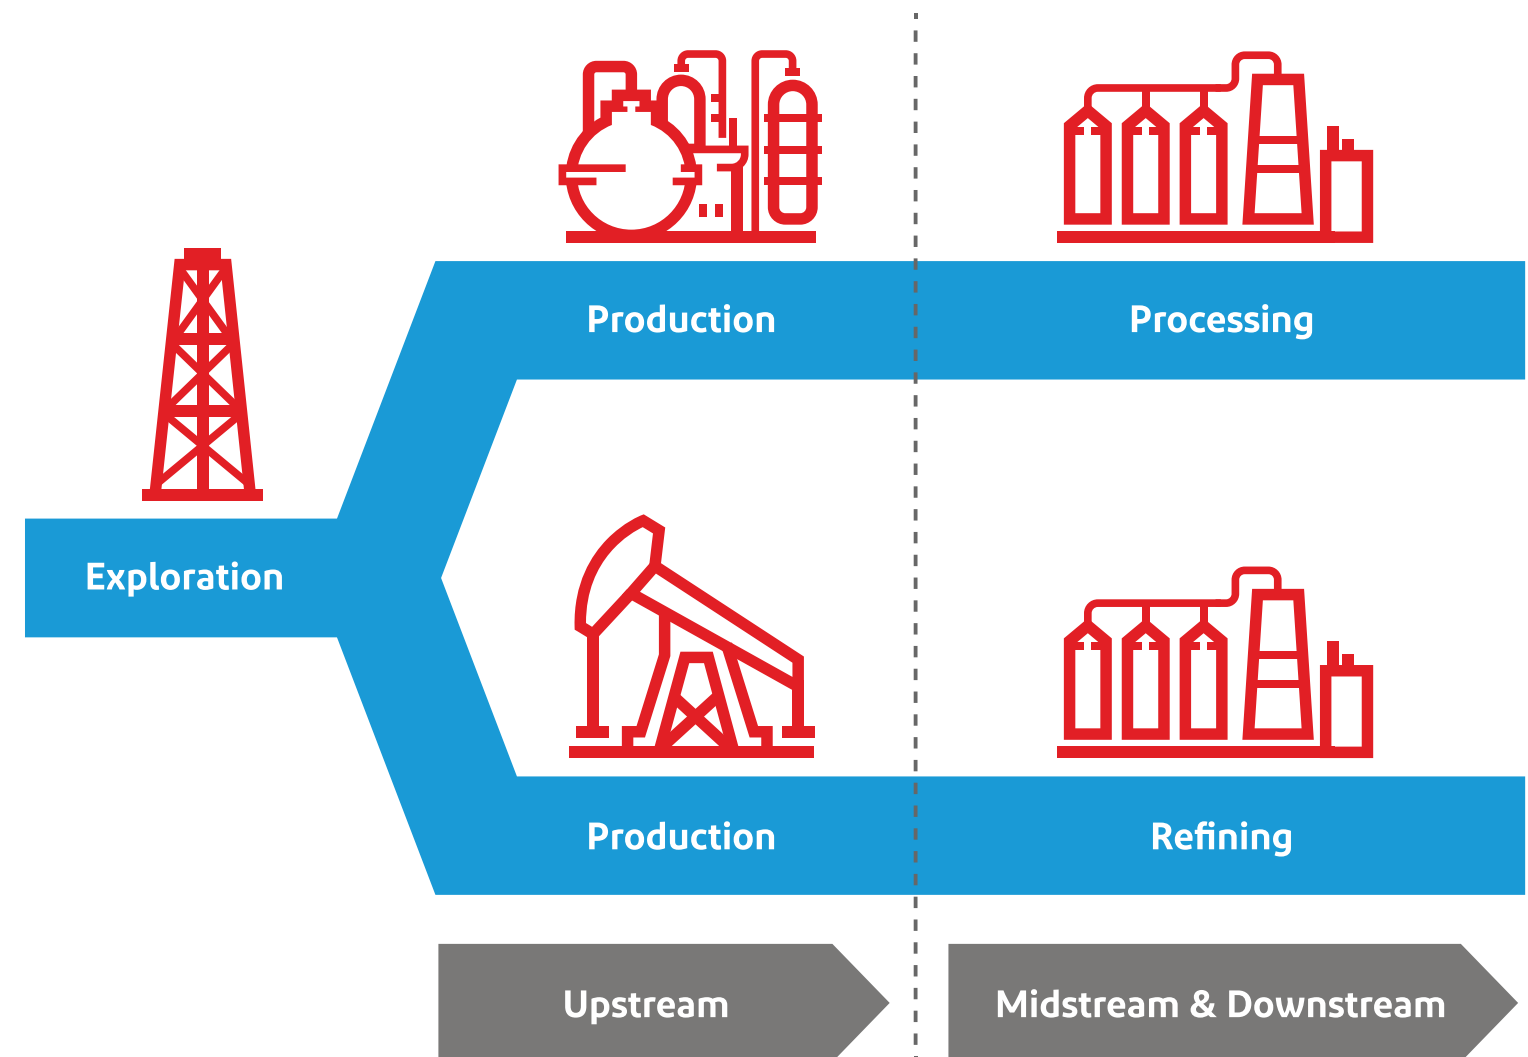 Production
Processing
Exploration
Production
Refining
Upstream
Midstream & Downstream